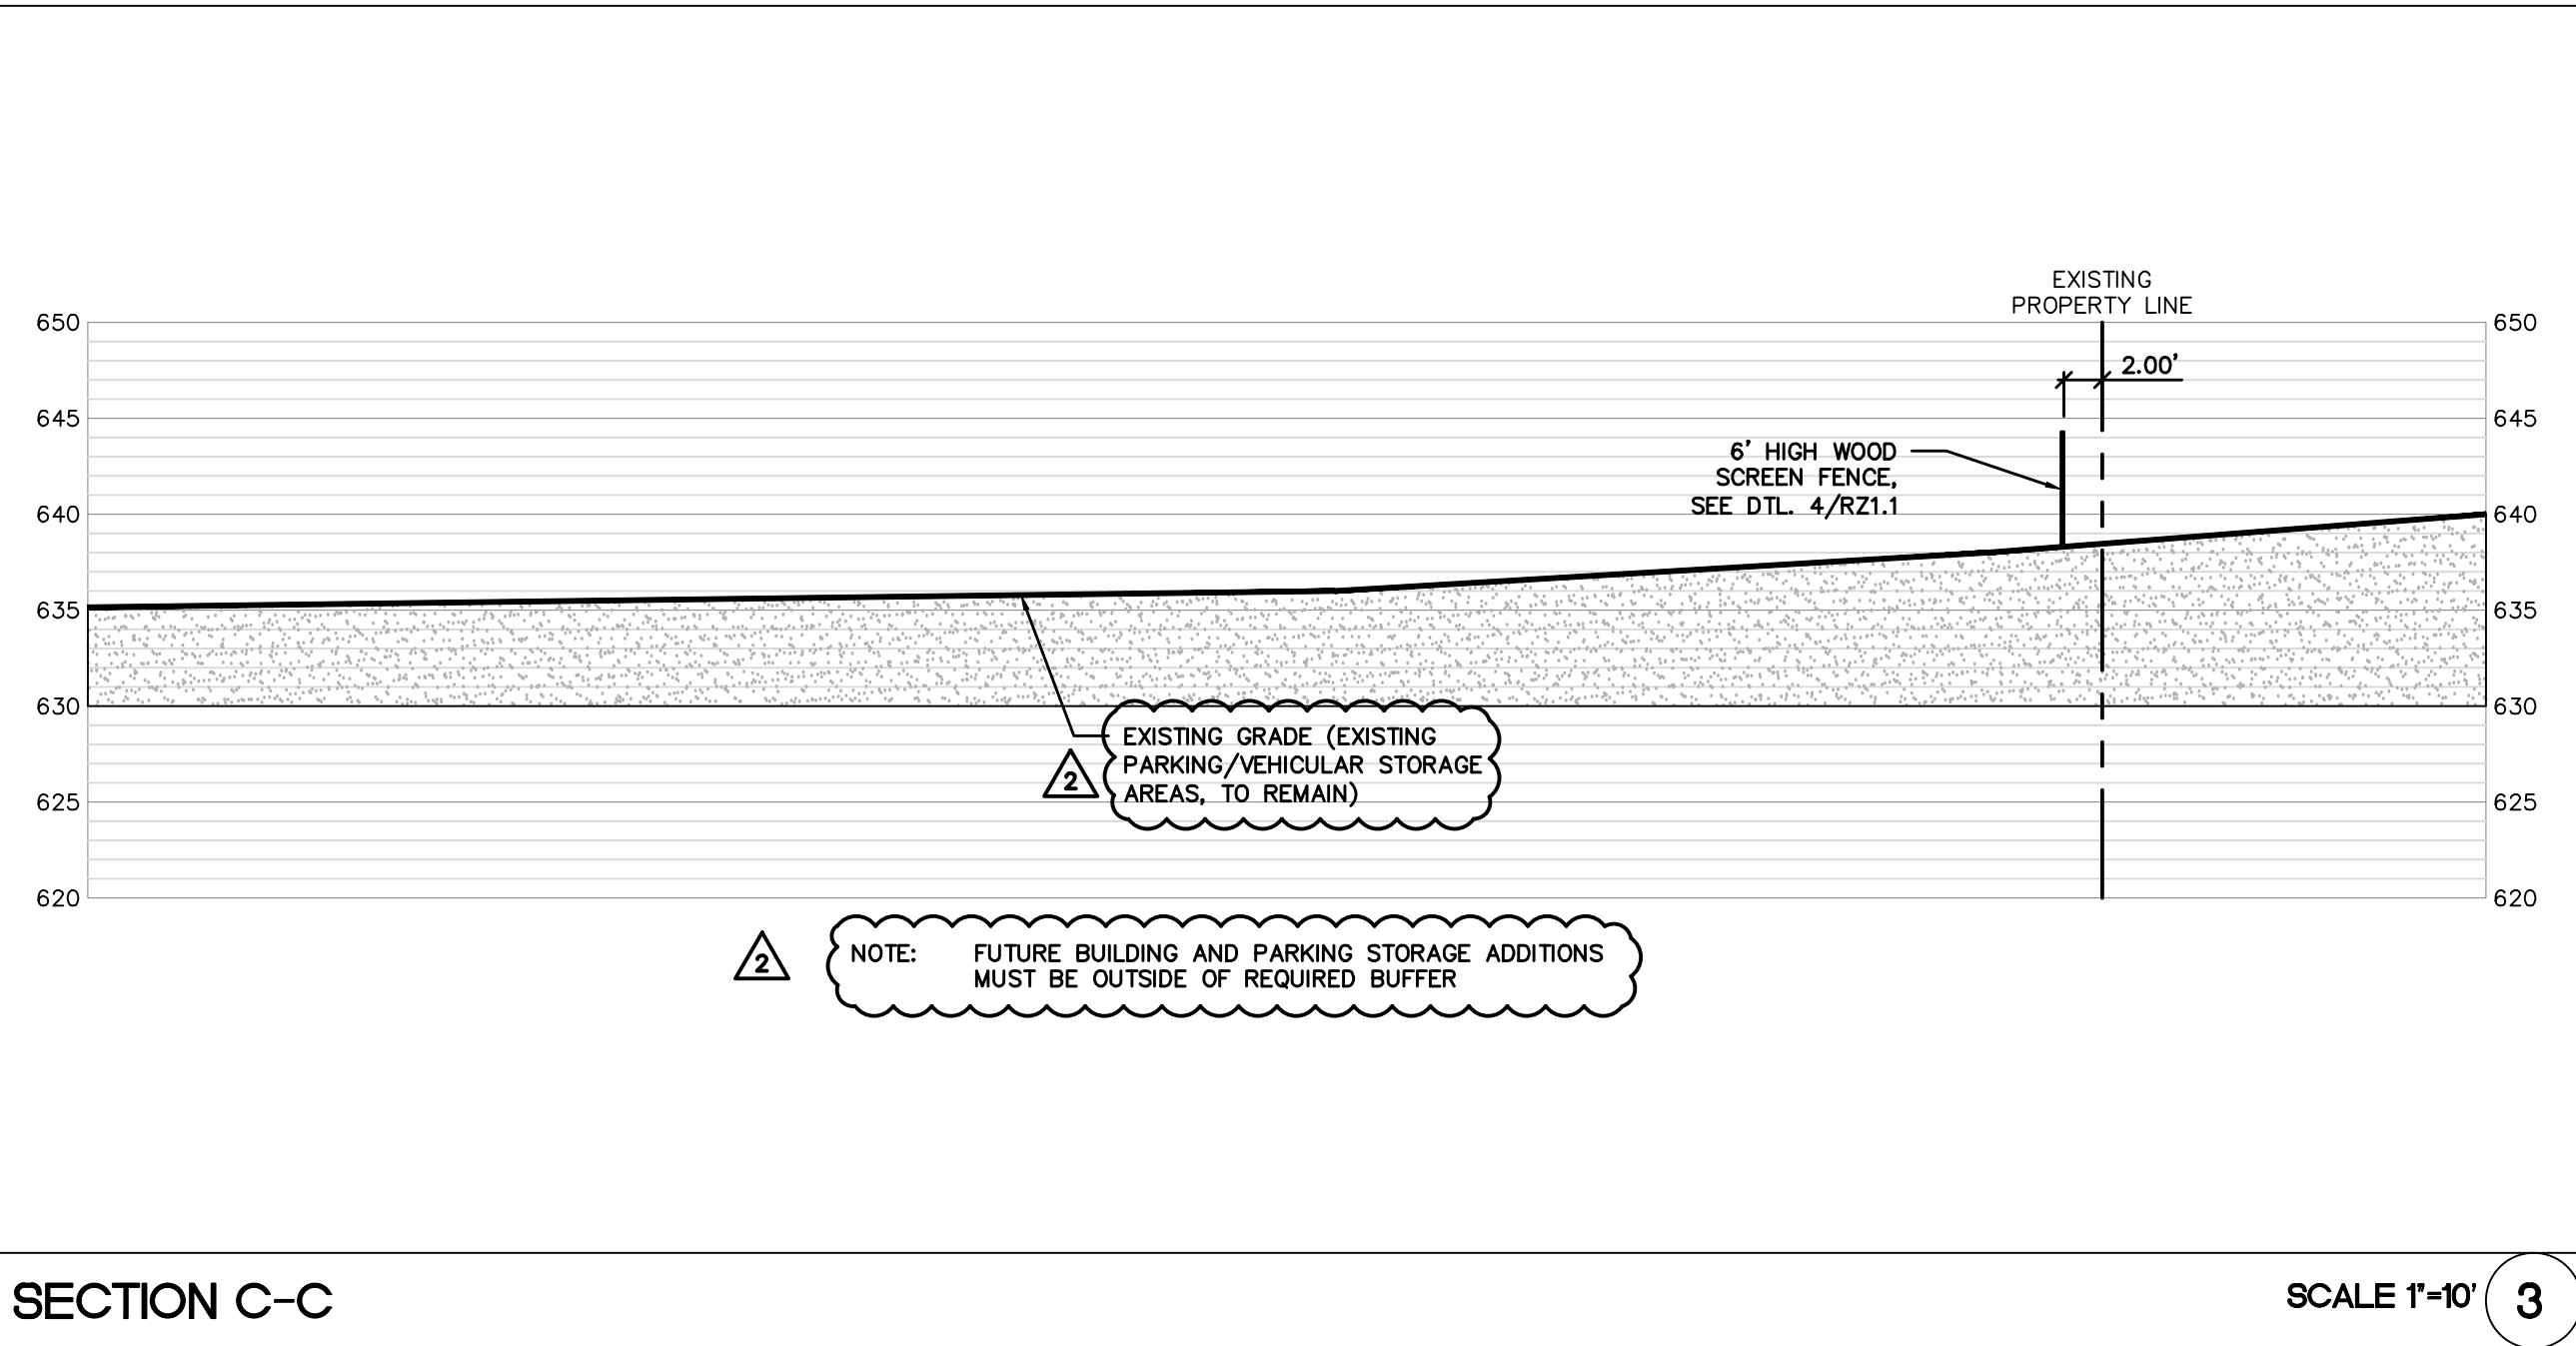 EXISTING
PROPERTY LINE
650
650
2.00'
645
645
6' HIGH WOOD
SCREEN FENCE,
SEE DTL. 4/RZ1.1
640
640
635
635
630
630
EXISTING GRADE (EXISTING
PARKING/VEHICULAR STORAGE
AREAS, TO REMAIN)
2
625
625
620
620
2
NOTE: FUTURE BUILDING AND PARKING STORAGE ADDITIONS
MUST BE OUTSIDE OF REQUIRED BUFFER
SECTION C-C
SCALE 1"=10'
3